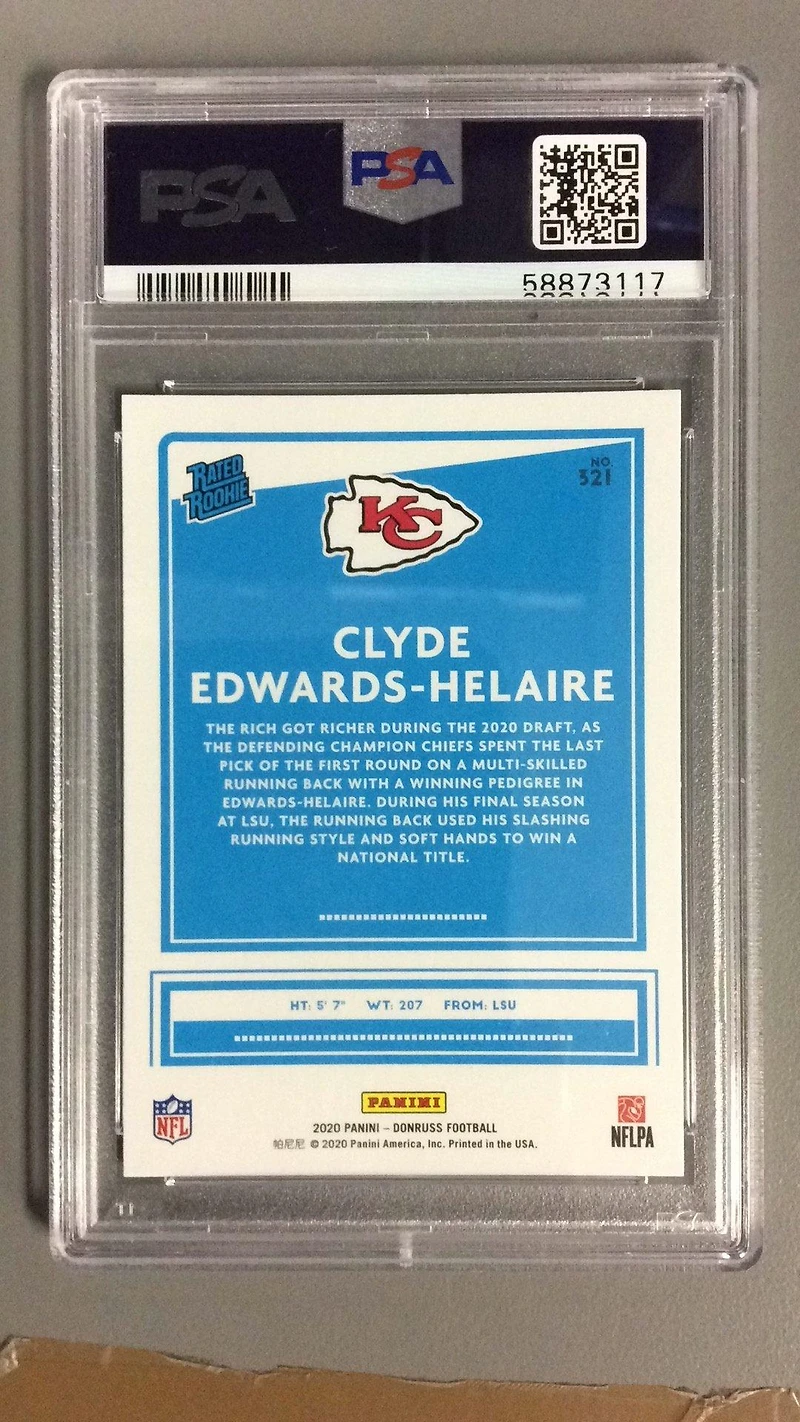 PSA
PSA
58873117
RATED
ROOKIE
NO.
321
KC
CLYDE
EDWARDS-HELAIRE
THE RICH GOT RICHER DURING THE 2020 DRAFT, AS
THE DEFENDING CHAMPION CHIEFS SPENT THE LAST
PICK OF THE FIRST ROUND ON A MULTI-SKILLED
RUNNING BACK WITH A WINNING PEDIGREE IN
EDWARDS-HELAIRE. DURING HIS FINAL SEASON
AT LSU, THE RUNNING BACK USED HIS SLASHING
RUNNING STYLE AND SOFT HANDS TO WIN A
NATIONAL TITLE.
HT: 5' 7" WT: 207 FROM: LSU
PANINI
NFL
2020 PANINI – DONRUSS FOOTBALL
帕尼尼 © 2020 Panini America, Inc. Printed in the USA.
NFLPA
PSA